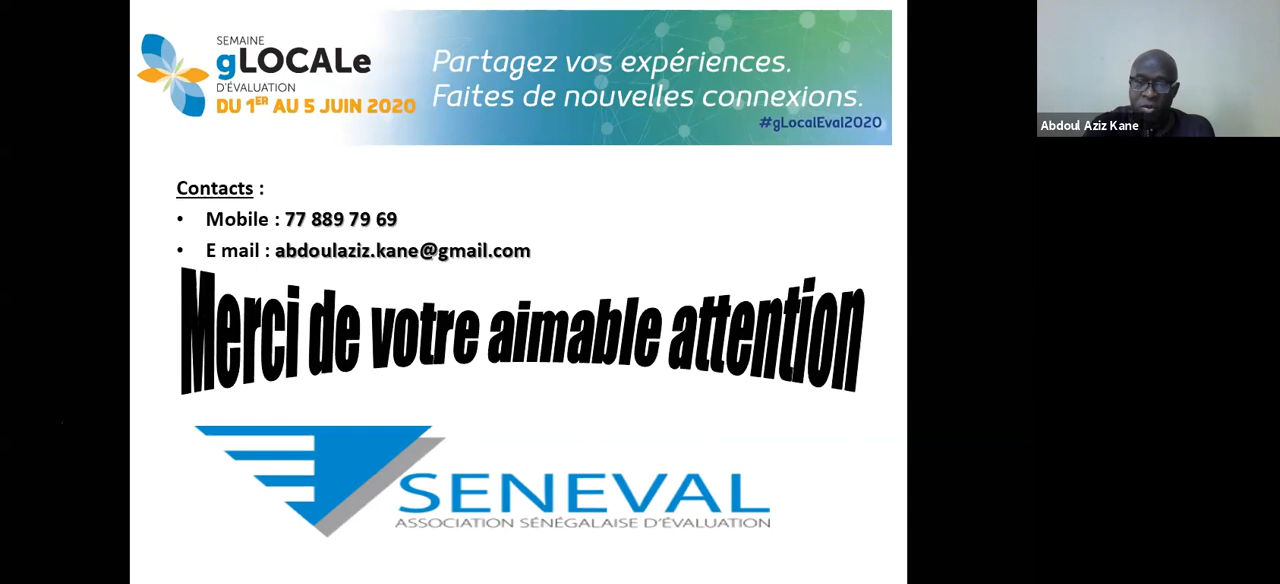 SEMAINE
gLOCALe
D'ÉVALUATION
DU 1ER AU 5 JUIN 2020
Partagez vos expériences.
Faites de nouvelles connexions.
#gLocalEval2020
Abdoul Aziz Kane
Contacts :
• Mobile : 77 889 79 69
• E mail : abdoulaziz.kane@gmail.com
Merci de votre aimable attention
SENEVAL
ASSOCIATION SÉNÉGALAISE D'ÉVALUATION